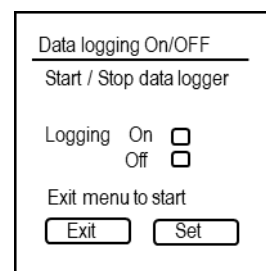 Data logging On/OFF
Start / Stop data logger
Logging On
Off
Exit menu to start
Exit Set